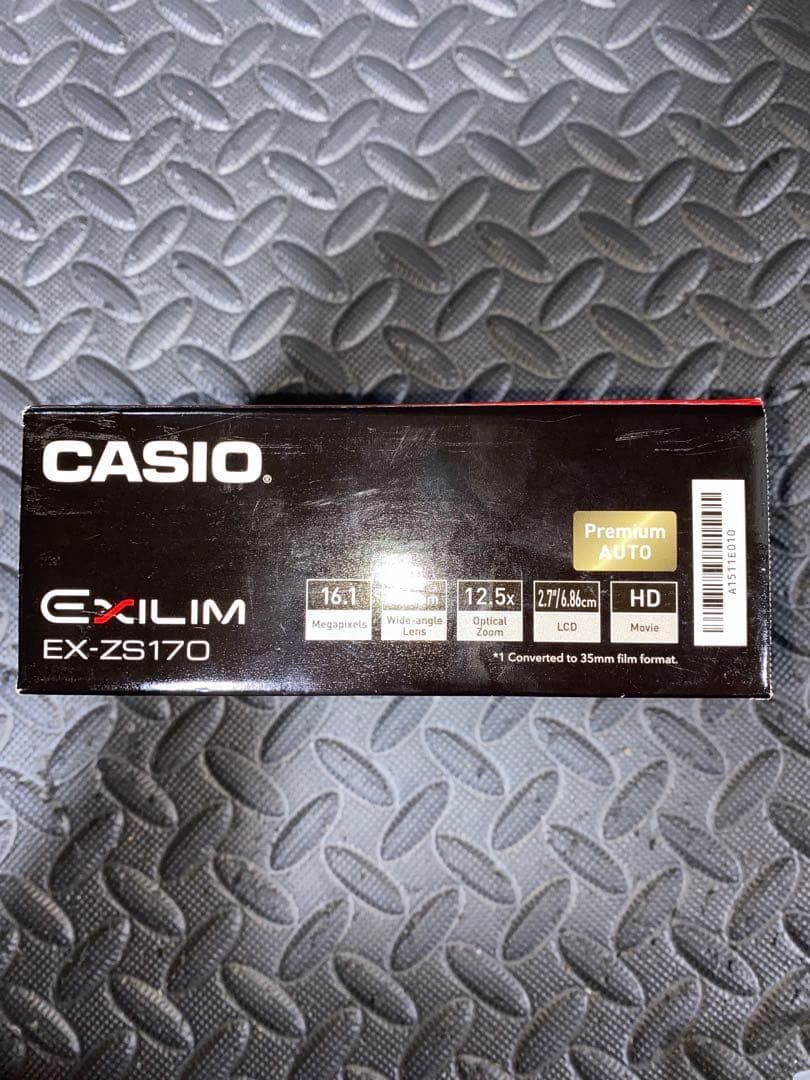 CASIO®
Premium
AUTO
EXILIM
EX-ZS170
16.1
Megapixels
Wide-angle
Lens
12.5x
Optical
Zoom
2.7"/6.86cm
LCD
HD
Movie
*1 Converted to 35mm film format.
A1511E010